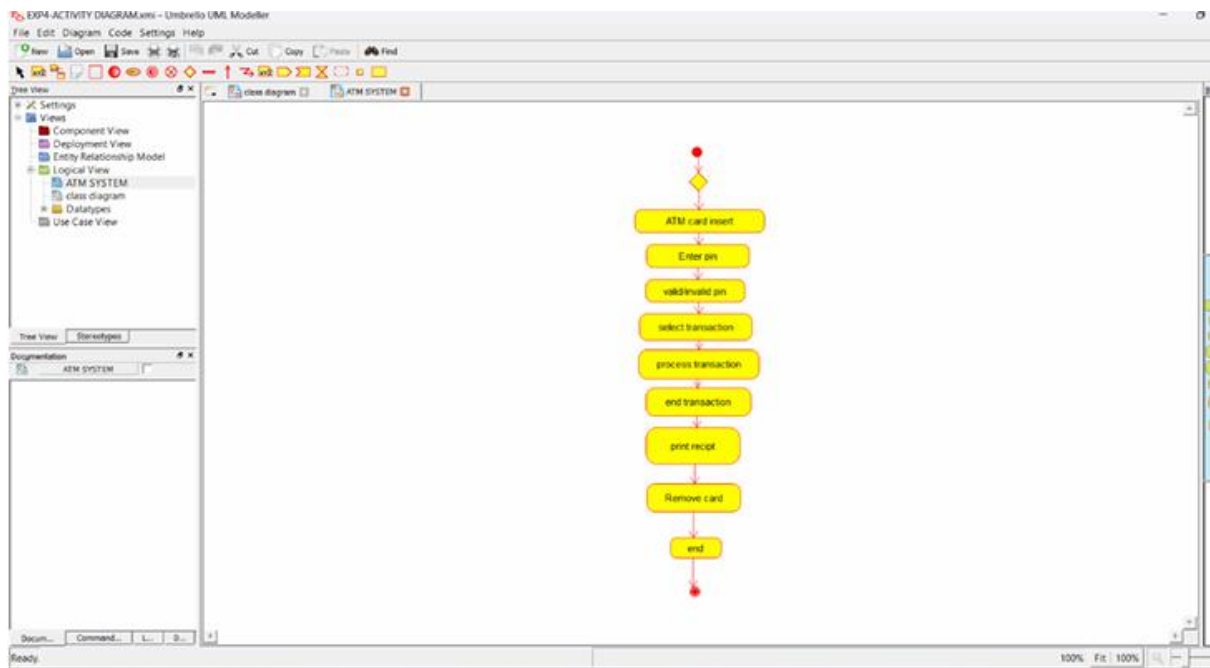 EXP4-ACTIVITY DIAGRAM.xmi – Umbrello UML Modeller
File Edit Diagram Code Settings Help
New Open Save Cut Copy Paste Find
Tree View
class diagram ATM SYSTEM
Settings
Views
Component View
Deployment View
Entity Relationship Model
Logical View
ATM SYSTEM
class diagram
Datatypes
Use Case View
Tree View Stereotypes
Documentation
ATM SYSTEM
ATM card insert
Enter pin
valid/invalid pin
select transaction
process transaction
end transaction
print recipt
Remove card
end
Docum... Command... L... D...
Ready.
100% Fit 100%